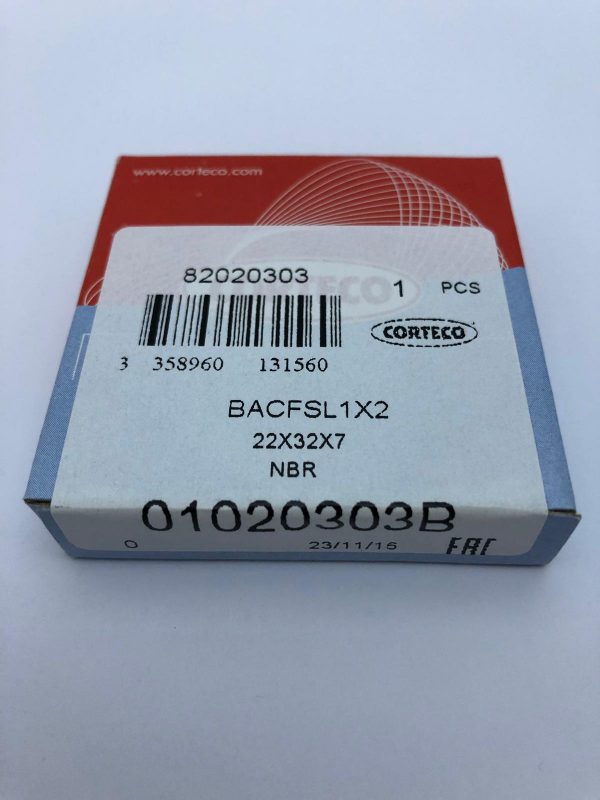 www.corteco.com
82020303
1 PCS
CORTECO
3 358960 131560
BACFSL1X2
22X32X7
NBR
01020303B
0 23/11/15 EAC